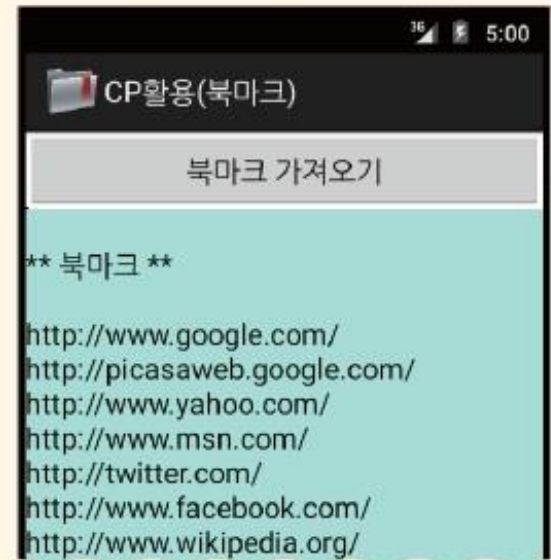 3G 5:00
CP활용(북마크)
북마크 가져오기
** 북마크 **
http://www.google.com/
http://picasaweb.google.com/
http://www.yahoo.com/
http://www.msn.com/
http://twitter.com/
http://www.facebook.com/
http://www.wikipedia.org/